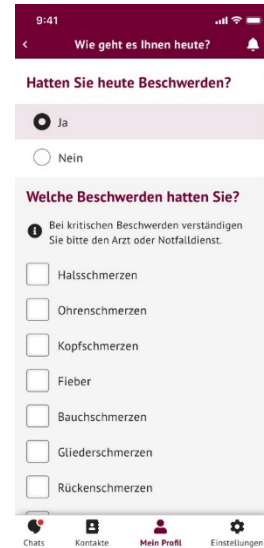 9:41
Wie geht es Ihnen heute?
Hatten Sie heute Beschwerden?
Ja
Nein
Welche Beschwerden hatten Sie?
Bei kritischen Beschwerden verständigen
Sie bitte den Arzt oder Notfalldienst.
Halsschmerzen
Ohrenschmerzen
Kopfschmerzen
Fieber
Bauchschmerzen
Gliederschmerzen
Rückenschmerzen
Chats Kontakte Mein Profil Einstellungen